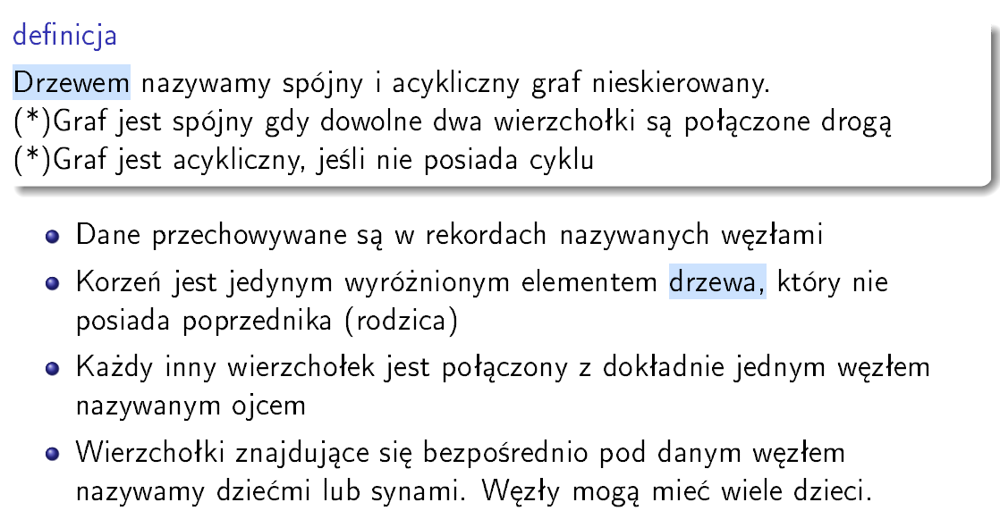 definicja
Drzewem nazywamy spójny i acykliczny graf nieskierowany.
(*)Graf jest spójny gdy dowolne dwa wierzchołki są połączone drogą
(*)Graf jest acykliczny, jeśli nie posiada cyklu
Dane przechowywane są w rekordach nazywanych węzłami
Korzeń jest jedynym wyróżnionym elementem drzewa, który nie
posiada poprzednika (rodzica)
Każdy inny wierzchołek jest połączony z dokładnie jednym węzłem
nazywanym ojcem
Wierzchołki znajdujące się bezpośrednio pod danym węzłem
nazywamy dziećmi lub synami. Węzły mogą mieć wiele dzieci.